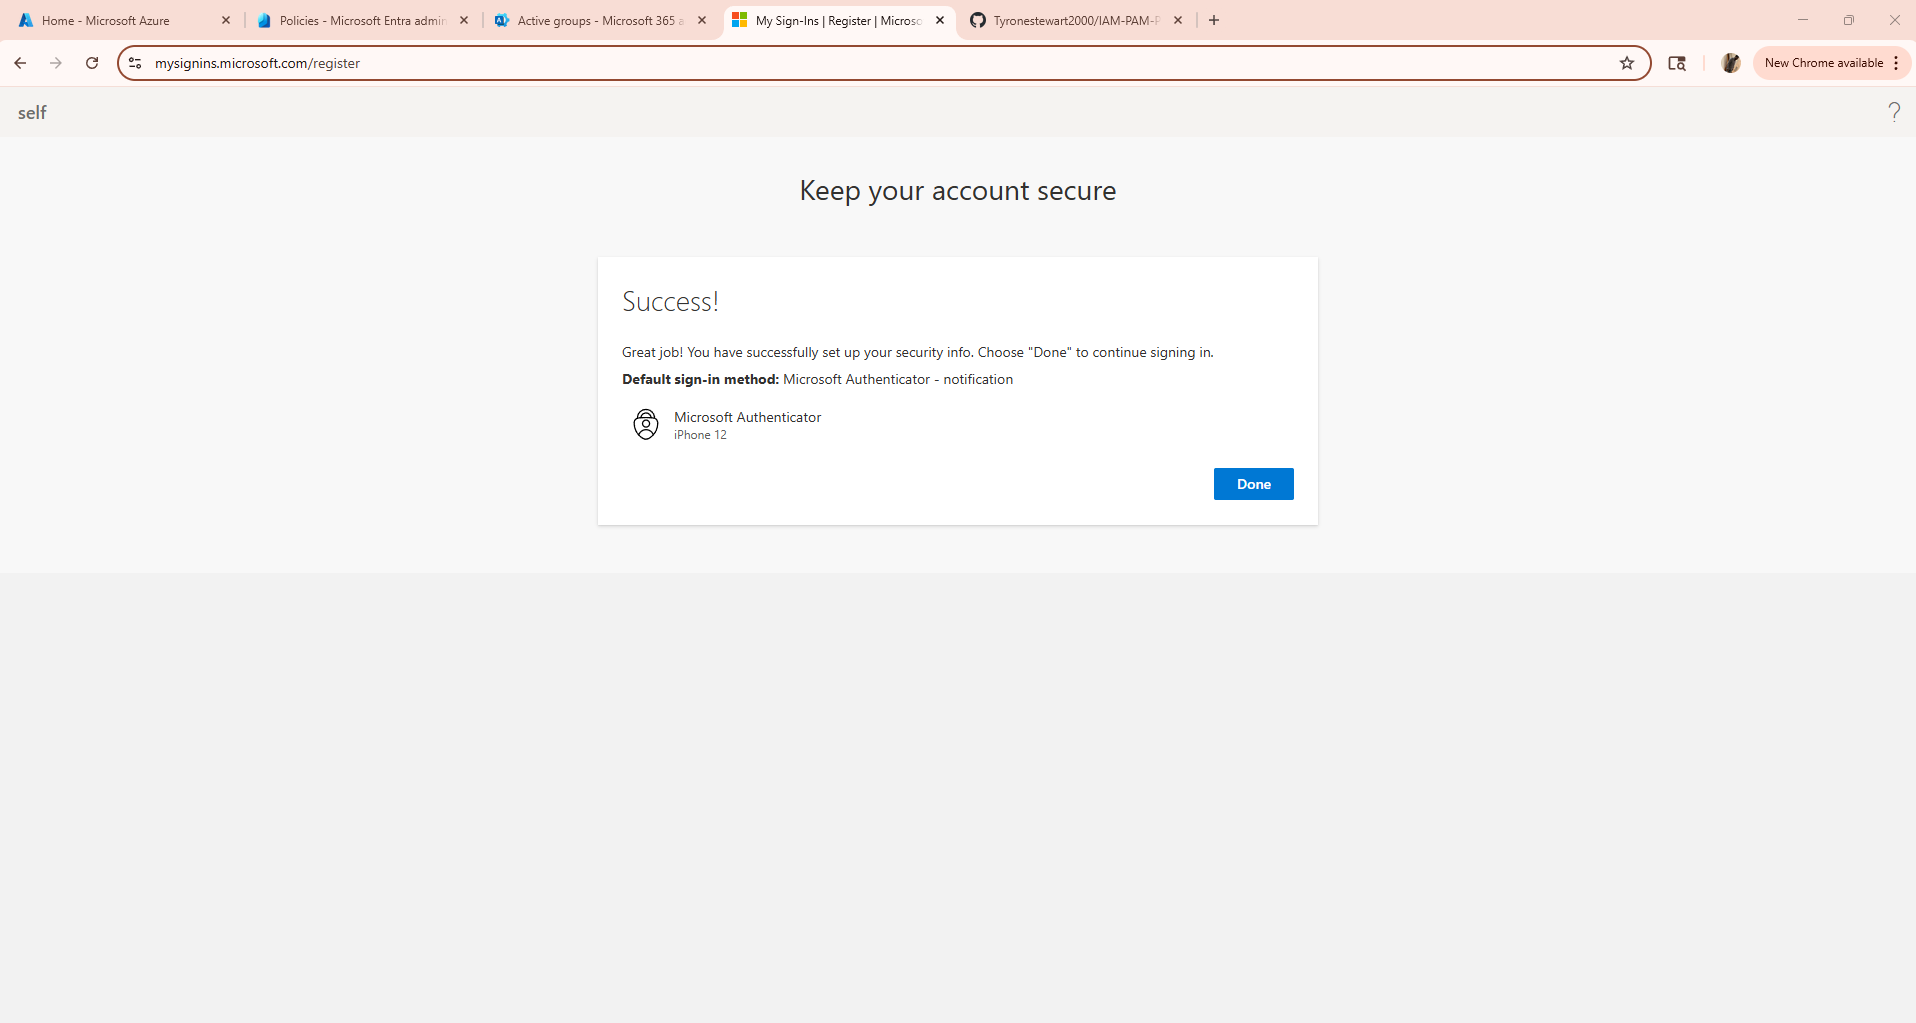 Home - Microsoft Azure
Policies - Microsoft Entra admin
Active groups - Microsoft 365 a
My Sign-Ins | Register | Microso
Tyronestewart2000/IAM-PAM-P
mysignins.microsoft.com/register
New Chrome available
self
?
Keep your account secure
Success!
Great job! You have successfully set up your security info. Choose "Done" to continue signing in.
Default sign-in method: Microsoft Authenticator - notification
Microsoft Authenticator
iPhone 12
Done